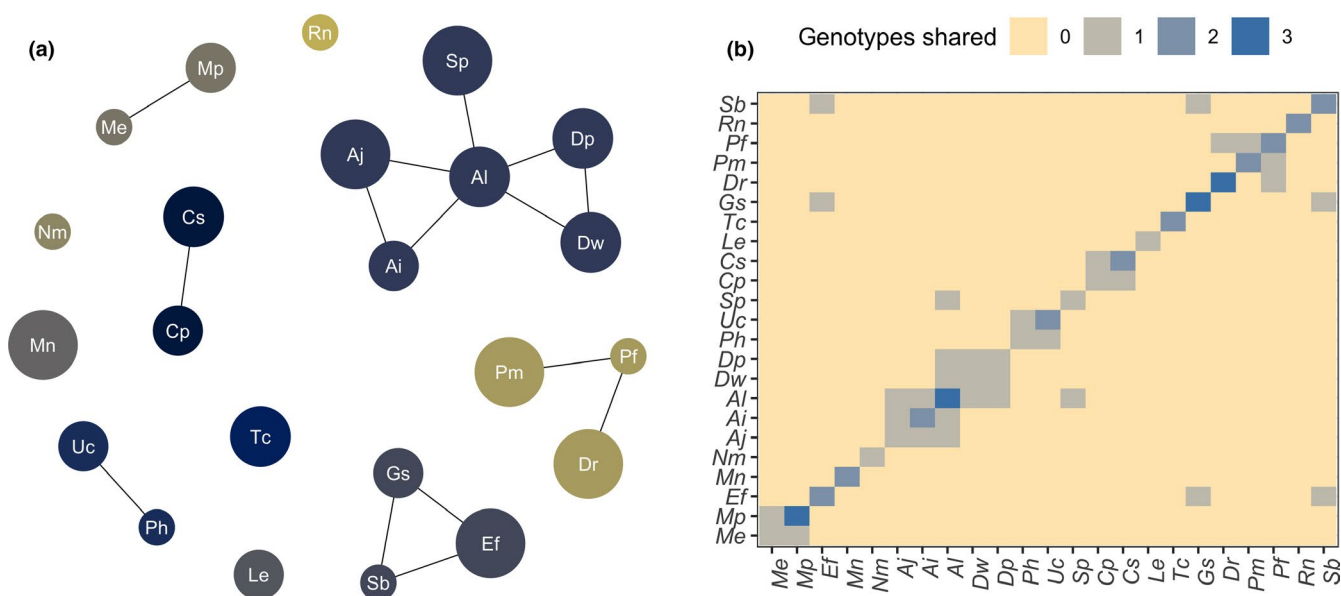 (a)
Rn
Mp
Sp
Me
Dp
Aj
Al
Cs
Nm
Dw
Ai
Cp
Mn
Pf
Pm
Uc
Tc
Dr
Gs
Ph
Ef
Le
Sb
(b)
Genotypes shared 0 1 2 3
Sb
Rn
Pf
Pm
Dr
Gs
Tc
Le
Cs
Cp
Sp
Uc
Ph
Dp
Dw
Al
Ai
Aj
Nm
Mn
Ef
Mp
Me
Me Mp Ef Mn Nm Aj Ai Al Dw Dp Ph Uc Sp Cp Cs Le Tc Gs Dr Pm Pf Rn Sb